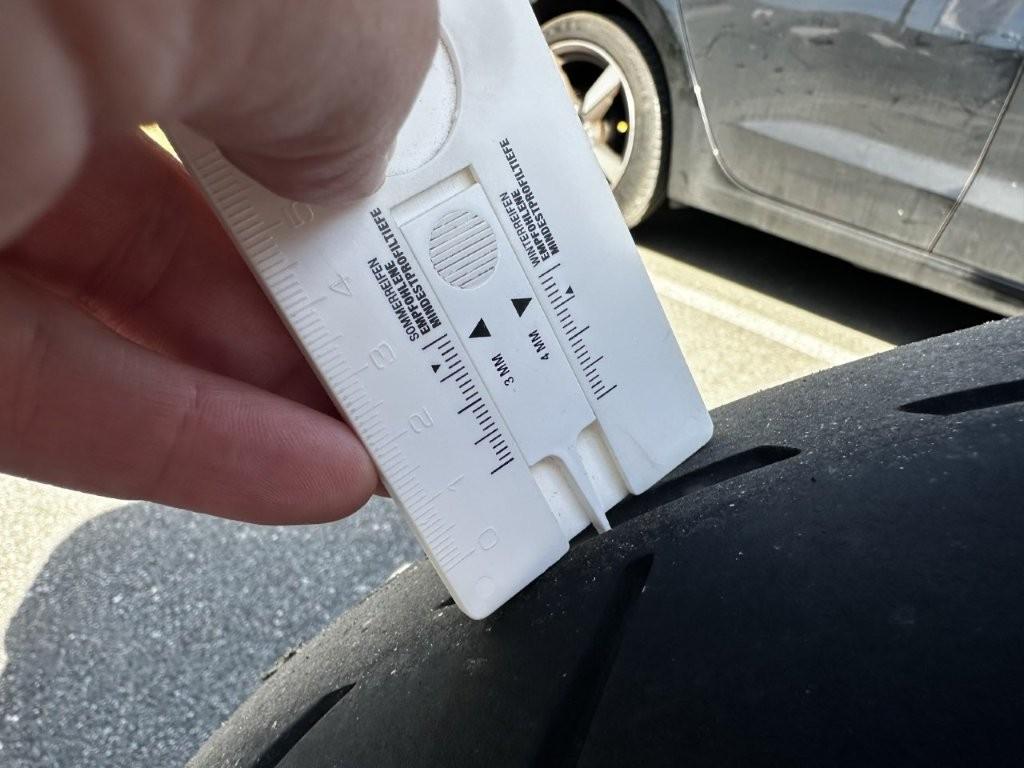 SOMMERREIFEN
EMPFOHLENE
MINDESTPROFILTIEFE
WINTERREIFEN
EMPFOHLENE
MINDESTPROFILTIEFE
3 MM
4 MM
5
4
3
2
1
0